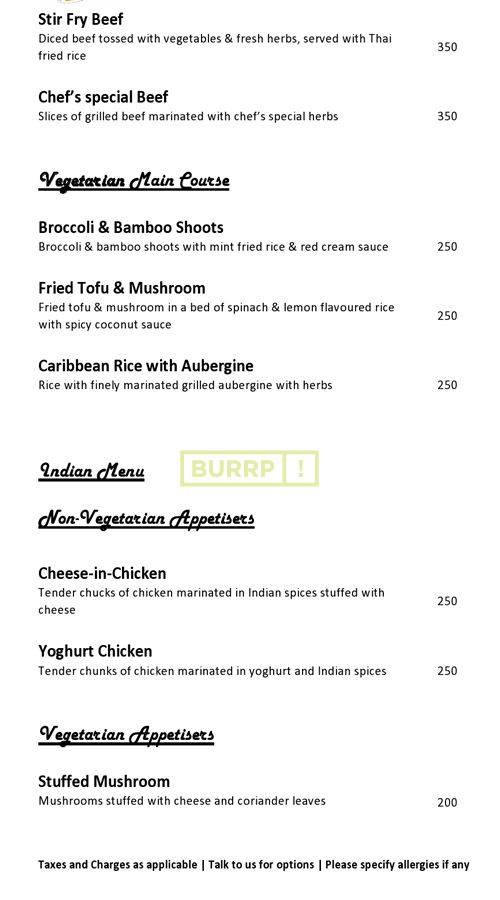 Stir Fry Beef
Diced beef tossed with vegetables & fresh herbs, served with Thai
fried rice
350
Chef's special Beef
Slices of grilled beef marinated with chef's special herbs
350
Vegetarian Main Course
Broccoli & Bamboo Shoots
Broccoli & bamboo shoots with mint fried rice & red cream sauce
250
Fried Tofu & Mushroom
Fried tofu & mushroom in a bed of spinach & lemon flavoured rice
with spicy coconut sauce
250
Caribbean Rice with Aubergine
Rice with finely marinated grilled aubergine with herbs
250
Indian Menu
BURRP !
Non-Vegetarian Appetisers
Cheese-in-Chicken
Tender chucks of chicken marinated in Indian spices stuffed with
cheese
250
Yoghurt Chicken
Tender chunks of chicken marinated in yoghurt and Indian spices
250
Vegetarian Appetisers
Stuffed Mushroom
Mushrooms stuffed with cheese and coriander leaves
200
Taxes and Charges as applicable | Talk to us for options | Please specify allergies if any